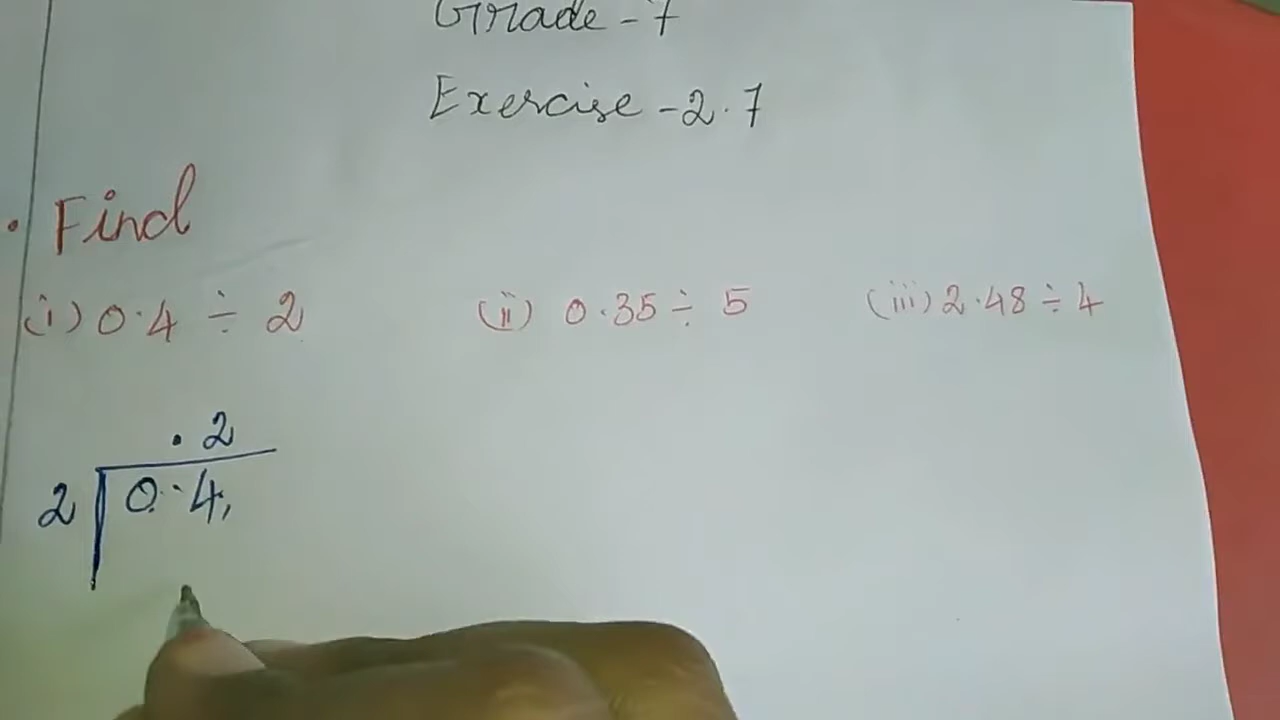 Grade - 7
Exercise - 2.7
. Find
(i) 0.4 ÷ 2 (ii) 0.35 ÷ 5 (iii) 2.48 ÷ 4
.2
2 0.4,